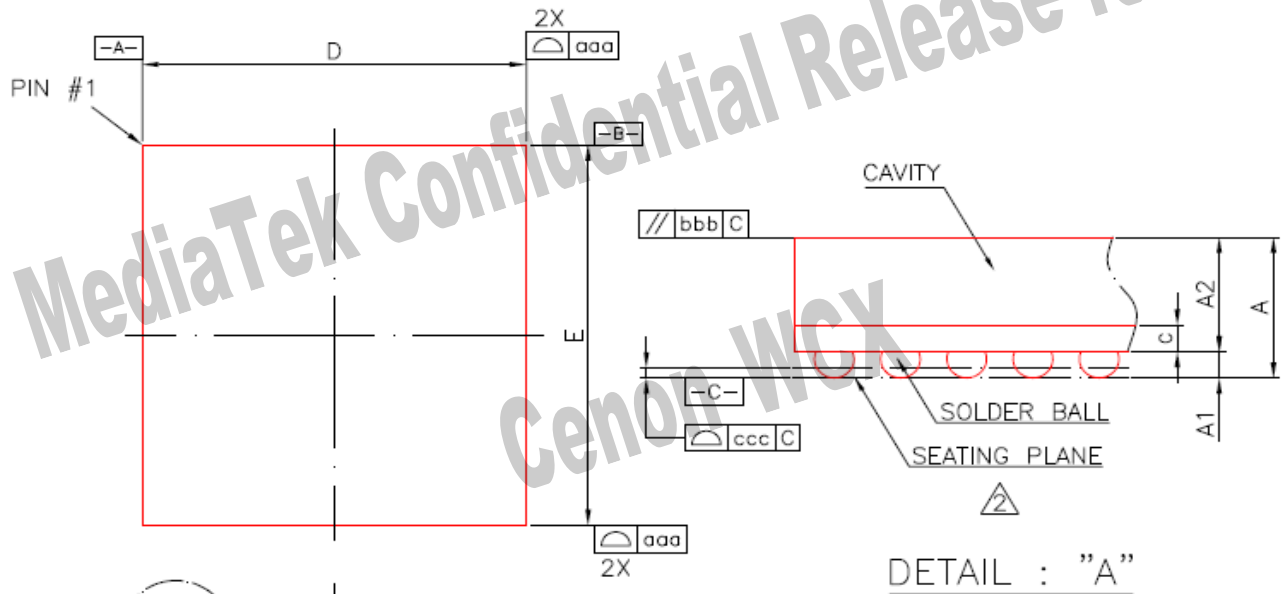 2X
-A-
D
aaa
PIN #1
-B-
E
aaa
2X
MediaTek Confidential Release
Cenon WCX
CAVITY
// bbb C
A2
A
C
A1
-C-
ccc C
SOLDER BALL
SEATING PLANE
2
DETAIL : "A"